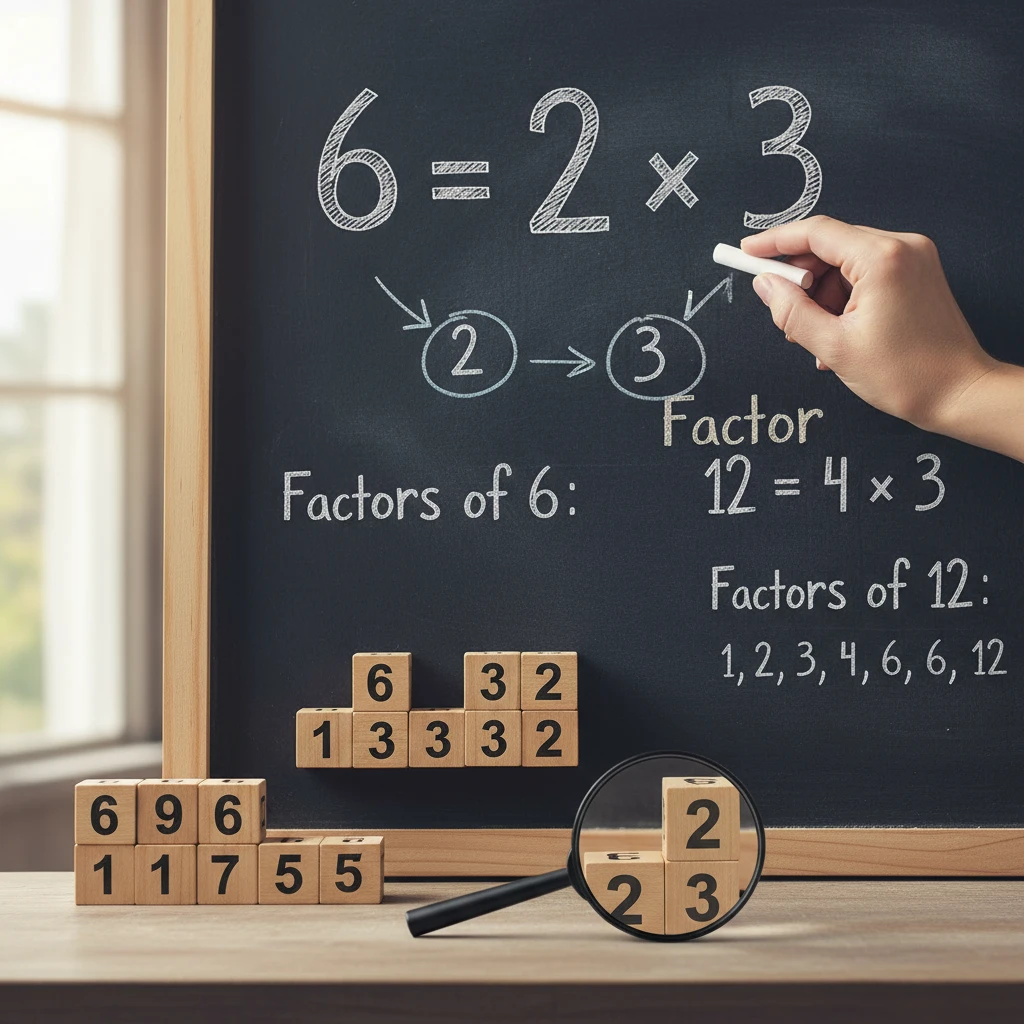 6 = 2 × 3
2 → 3
Factor
12 = 4 × 3
Factors of 6:
Factors of 12:
1, 2, 3, 4, 6, 6, 12
6 3 2
1 3 3 3 2
6 9 6
1 1 7 5 5
2
2 3